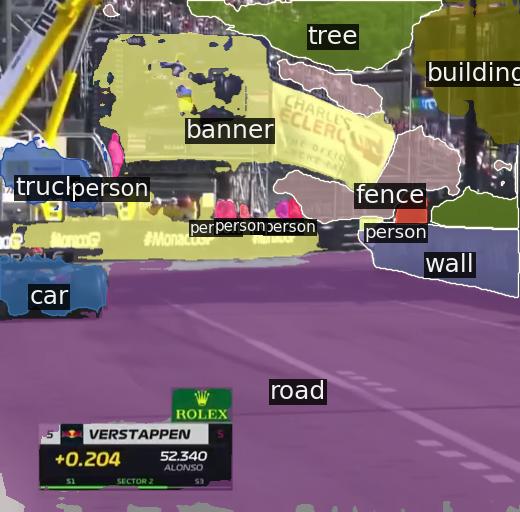 tree
building
CHARLES
LECLERC
banner
truck
person
fence
person
person
person
person
#MonacoGP
wall
car
road
ROLEX
5 VERSTAPPEN 5
+0.204 52.340
ALONSO
S1 SECTOR 2 S3